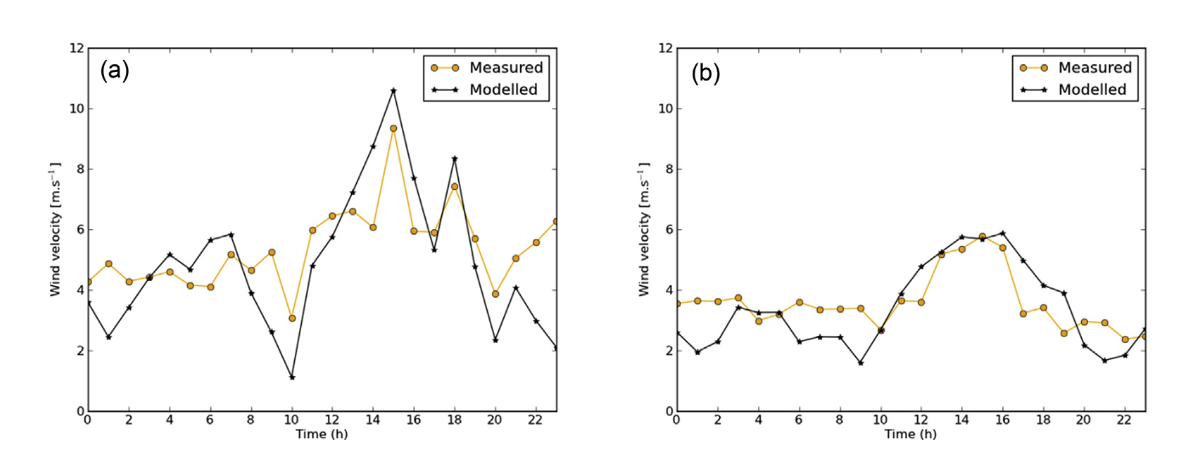 (a)
Measured
Modelled
12
10
8
6
4
2
0
Wind velocity [m.s⁻¹ ]
0 2 4 6 8 10 12 14 16 18 20 22
Time (h)
(b)
Measured
Modelled
12
10
8
6
4
2
0
Wind velocity [m.s⁻¹ ]
0 2 4 6 8 10 12 14 16 18 20 22
Time (h)